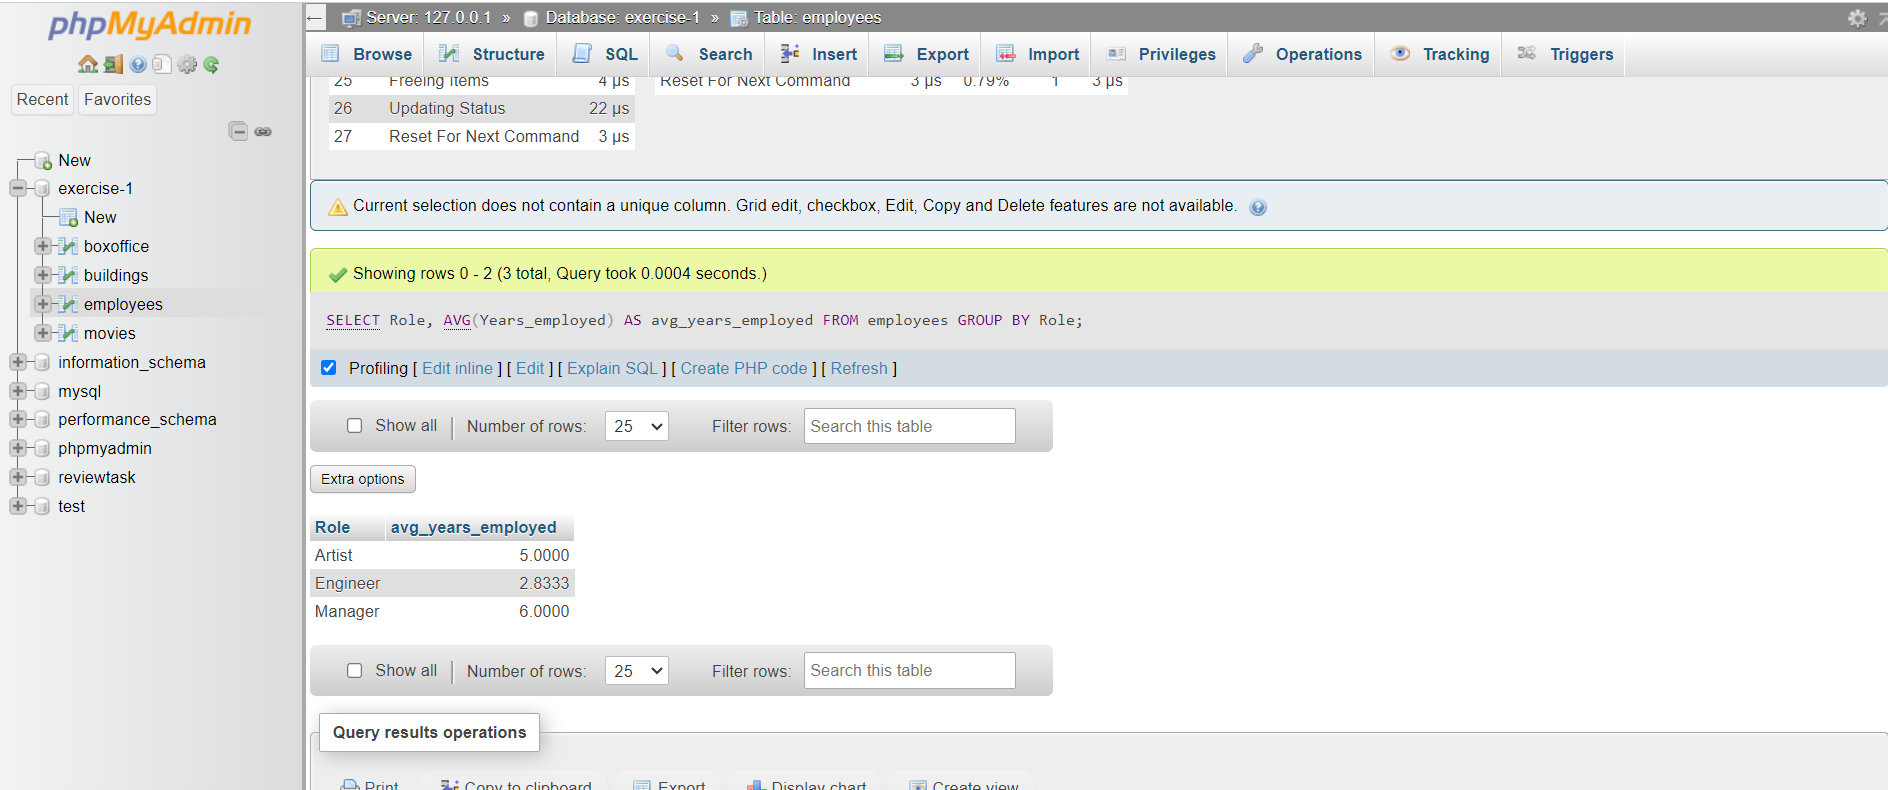 phpMyAdmin
Recent Favorites
New
exercise-1
New
boxoffice
buildings
employees
movies
information_schema
mysql
performance_schema
phpmyadmin
reviewtask
test
Server: 127.0.0.1 » Database: exercise-1 » Table: employees
Browse Structure SQL Search Insert Export Import Privileges Operations Tracking Triggers
25 Freeing Items 4 µs Reset For Next Command 3 µs 0.79% 1 3 µs
26 Updating Status 22 µs
27 Reset For Next Command 3 µs
Current selection does not contain a unique column. Grid edit, checkbox, Edit, Copy and Delete features are not available.
Showing rows 0 - 2 (3 total, Query took 0.0004 seconds.)
SELECT Role, AVG(Years_employed) AS avg_years_employed FROM employees GROUP BY Role;
Profiling [ Edit inline ] [ Edit ] [ Explain SQL ] [ Create PHP code ] [ Refresh ]
Show all | Number of rows: 25 Filter rows: Search this table
Extra options
Role avg_years_employed
Artist 5.0000
Engineer 2.8333
Manager 6.0000
Show all | Number of rows: 25 Filter rows: Search this table
Query results operations
Print Copy to clipboard Export Display chart Create view